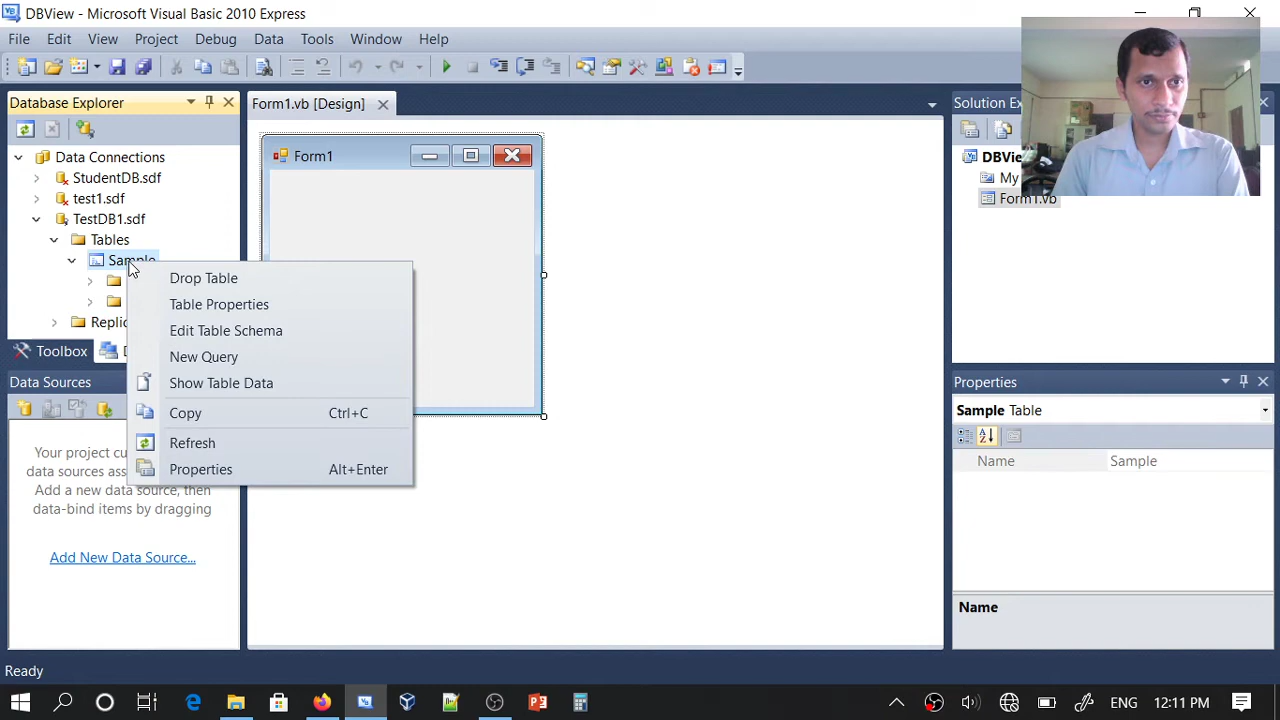 DBView - Microsoft Visual Basic 2010 Express
File Edit View Project Debug Data Tools Window Help
Database Explorer
Form1.vb [Design]
Solution Ex
Data Connections
StudentDB.sdf
test1.sdf
TestDB1.sdf
Tables
Sample
Replic
Form1
DBVie
My
Form1.vb
Drop Table
Table Properties
Edit Table Schema
New Query
Show Table Data
Copy Ctrl+C
Refresh
Properties Alt+Enter
Toolbox
Data Sources
Your project cu
data sources ass
Add a new data source, then
data-bind items by dragging
Add New Data Source...
Properties
Sample Table
Name Sample
Name
Ready
ENG 12:11 PM